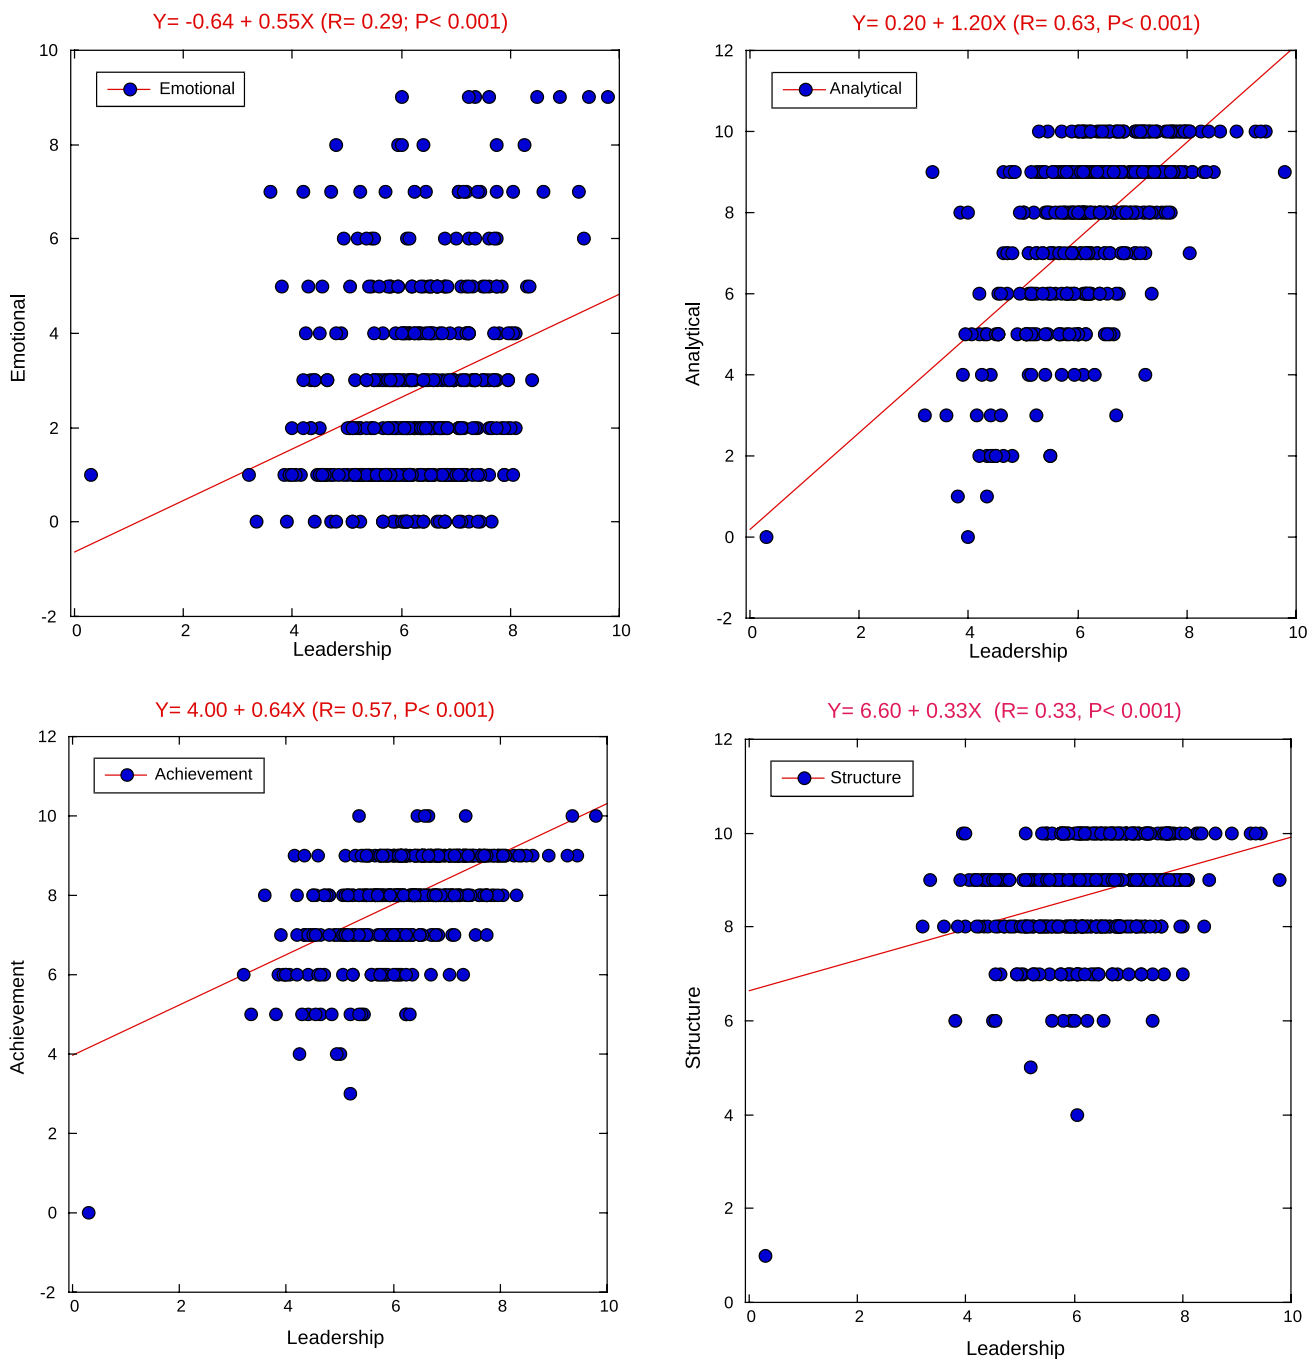 Y= -0.64 + 0.55X (R= 0.29; P< 0.001)
10
8
6
4
2
0
-2
Emotional
Emotional
0 2 4 6 8 10
Leadership
Y= 0.20 + 1.20X (R= 0.63, P< 0.001)
12
10
8
6
4
2
0
-2
Analytical
Analytical
0 2 4 6 8 10
Leadership
Y= 4.00 + 0.64X (R= 0.57, P< 0.001)
12
10
8
6
4
2
0
-2
Achievement
Achievement
0 2 4 6 8 10
Leadership
Y= 6.60 + 0.33X (R= 0.33, P< 0.001)
12
10
8
6
4
2
0
Structure
Structure
0 2 4 6 8 10
Leadership